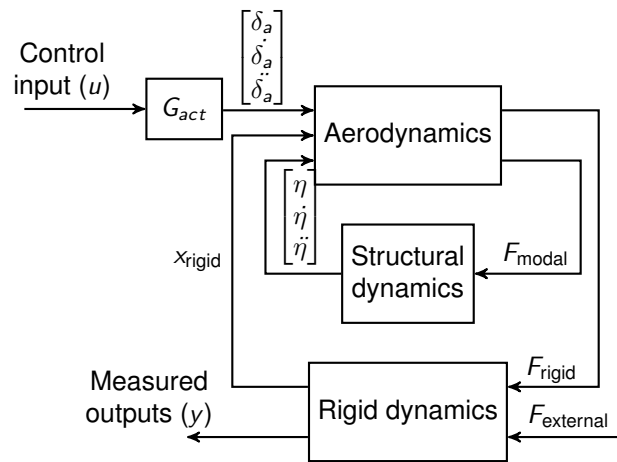 Control
input (u)
G_act
[δ_a
δ̇_a
δ̈_a]
Aerodynamics
[η
η̇
η̈]
Structural
dynamics
F_modal
x_rigid
F_rigid
Measured
outputs (y)
Rigid dynamics
F_external